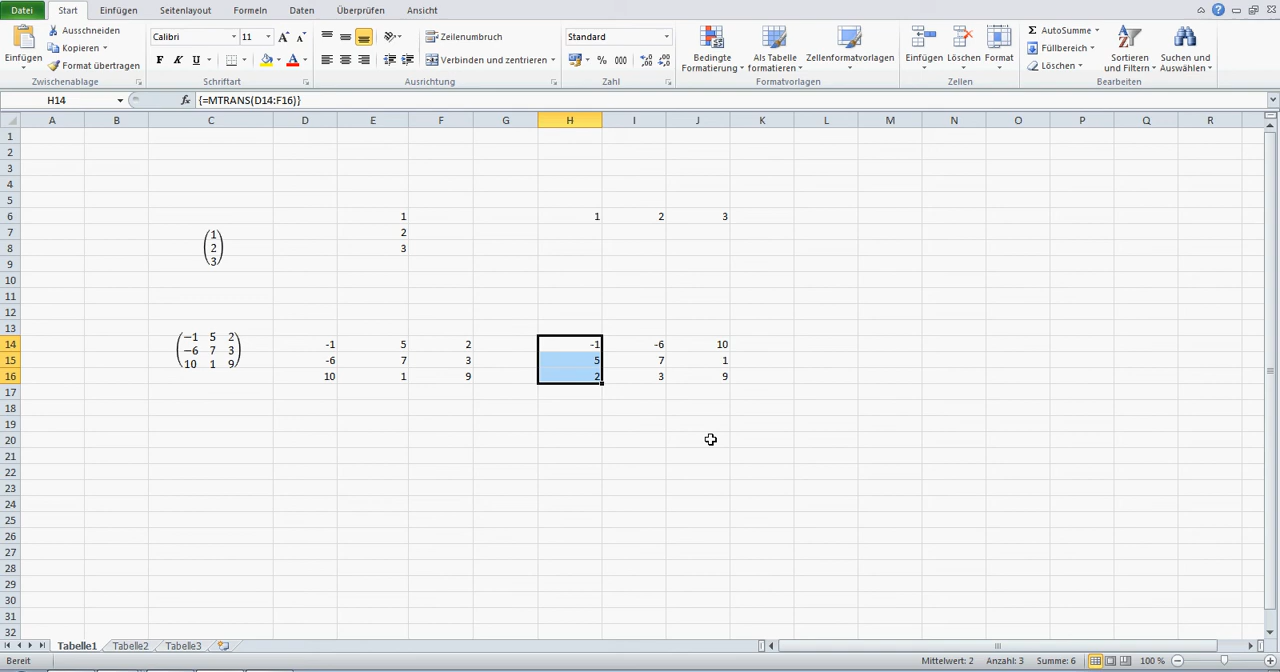 Datei Start Einfügen Seitenlayout Formeln Daten Überprüfen Ansicht
Einfügen
Ausschneiden
Kopieren
Format übertragen
Zwischenablage
Calibri 11
F K U
Schriftart
Zeilenumbruch
Verbinden und zentrieren
Ausrichtung
Standard
% 000
Zahl
Bedingte Formatierung
Als Tabelle formatieren
Zellenformatvorlagen
Formatvorlagen
Einfügen Löschen Format
Zellen
AutoSumme
Füllbereich
Löschen
Sortieren und Filtern
Suchen und Auswählen
Bearbeiten
H14 fx {=MTRANS(D14:F16)}
A B C D E F G H I J K L M N O P Q R
1
2
3
4
5
6 1 1 2 3
7 1 2
8 2 3
9 3
10
11
12
13
14 −1 5 2 -1 5 2 -1 -6 10
15 −6 7 3 -6 7 3 5 7 1
16 10 1 9 10 1 9 2 3 9
17
18
19
20
21
22
23
24
25
26
27
28
29
30
31
32
Tabelle1 Tabelle2 Tabelle3
Bereit Mittelwert: 2 Anzahl: 3 Summe: 6 100 %